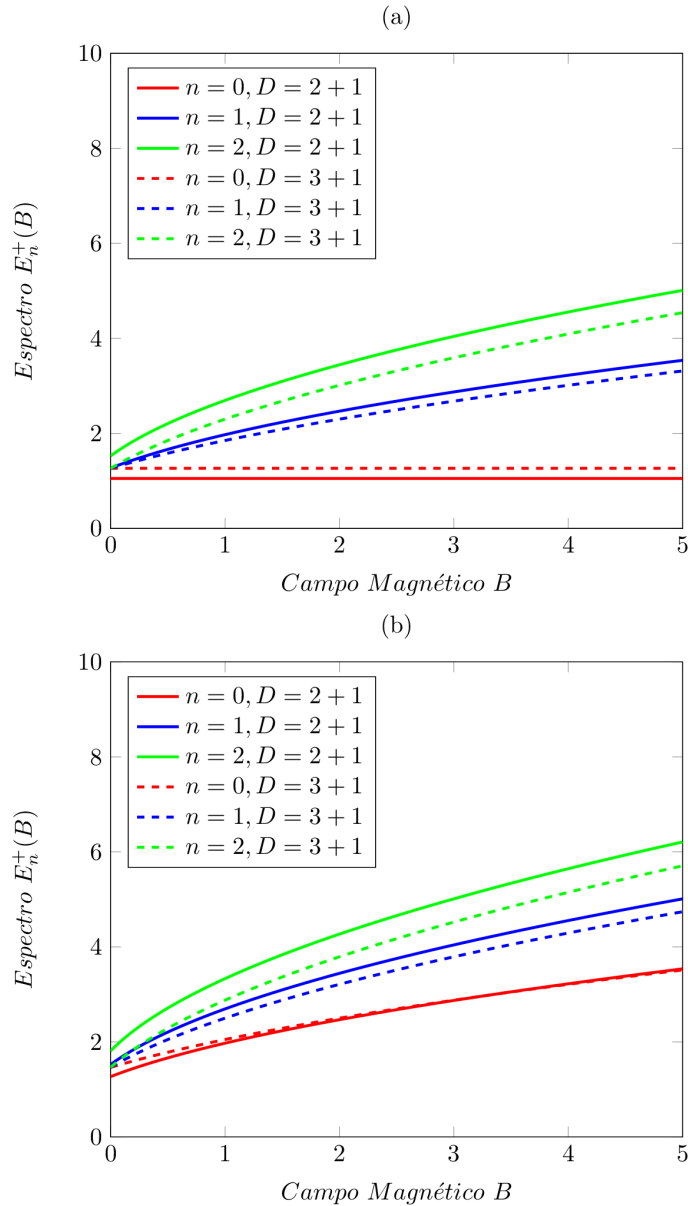 (a)
10
8
6
4
2
0
Espectro E_n^+(B)
n = 0, D = 2 + 1
n = 1, D = 2 + 1
n = 2, D = 2 + 1
n = 0, D = 3 + 1
n = 1, D = 3 + 1
n = 2, D = 3 + 1
0 1 2 3 4 5
Campo Magnético B
(b)
10
8
6
4
2
0
Espectro E_n^+(B)
n = 0, D = 2 + 1
n = 1, D = 2 + 1
n = 2, D = 2 + 1
n = 0, D = 3 + 1
n = 1, D = 3 + 1
n = 2, D = 3 + 1
0 1 2 3 4 5
Campo Magnético B